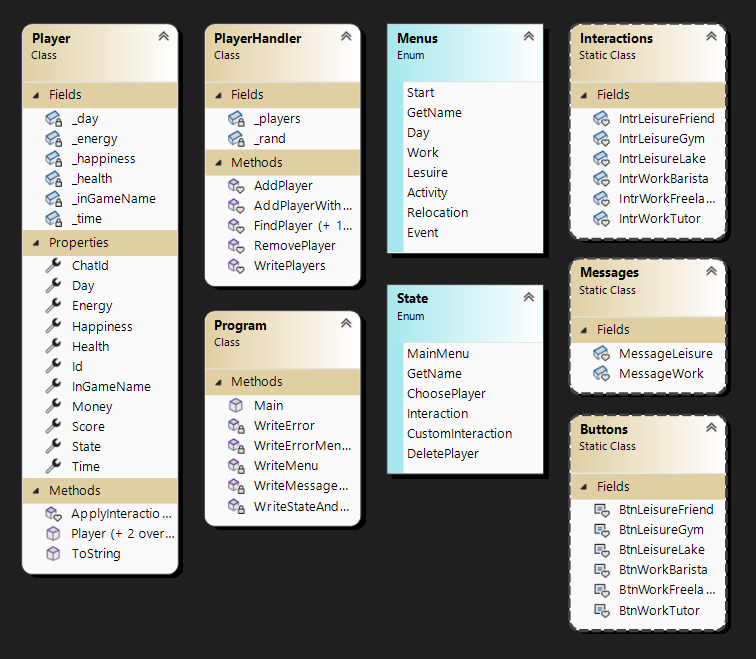 Player
Class
Fields
_day
_energy
_happiness
_health
_inGameName
_time
Properties
ChatId
Day
Energy
Happiness
Health
Id
InGameName
Money
Score
State
Time
Methods
ApplyInteractio...
Player (+ 2 over...
ToString
PlayerHandler
Class
Fields
_players
_rand
Methods
AddPlayer
AddPlayerWith...
FindPlayer (+ 1...
RemovePlayer
WritePlayers
Program
Class
Methods
Main
WriteError
WriteErrorMen...
WriteMenu
WriteMessage...
WriteStateAnd...
Menus
Enum
Start
GetName
Day
Work
Lesuire
Activity
Relocation
Event
State
Enum
MainMenu
GetName
ChoosePlayer
Interaction
CustomInteraction
DeletePlayer
Interactions
Static Class
Fields
IntrLeisureFriend
IntrLeisureGym
IntrLeisureLake
IntrWorkBarista
IntrWorkFreela...
IntrWorkTutor
Messages
Static Class
Fields
MessageLeisure
MessageWork
Buttons
Static Class
Fields
BtnLeisureFriend
BtnLeisureGym
BtnLeisureLake
BtnWorkBarista
BtnWorkFreela...
BtnWorkTutor